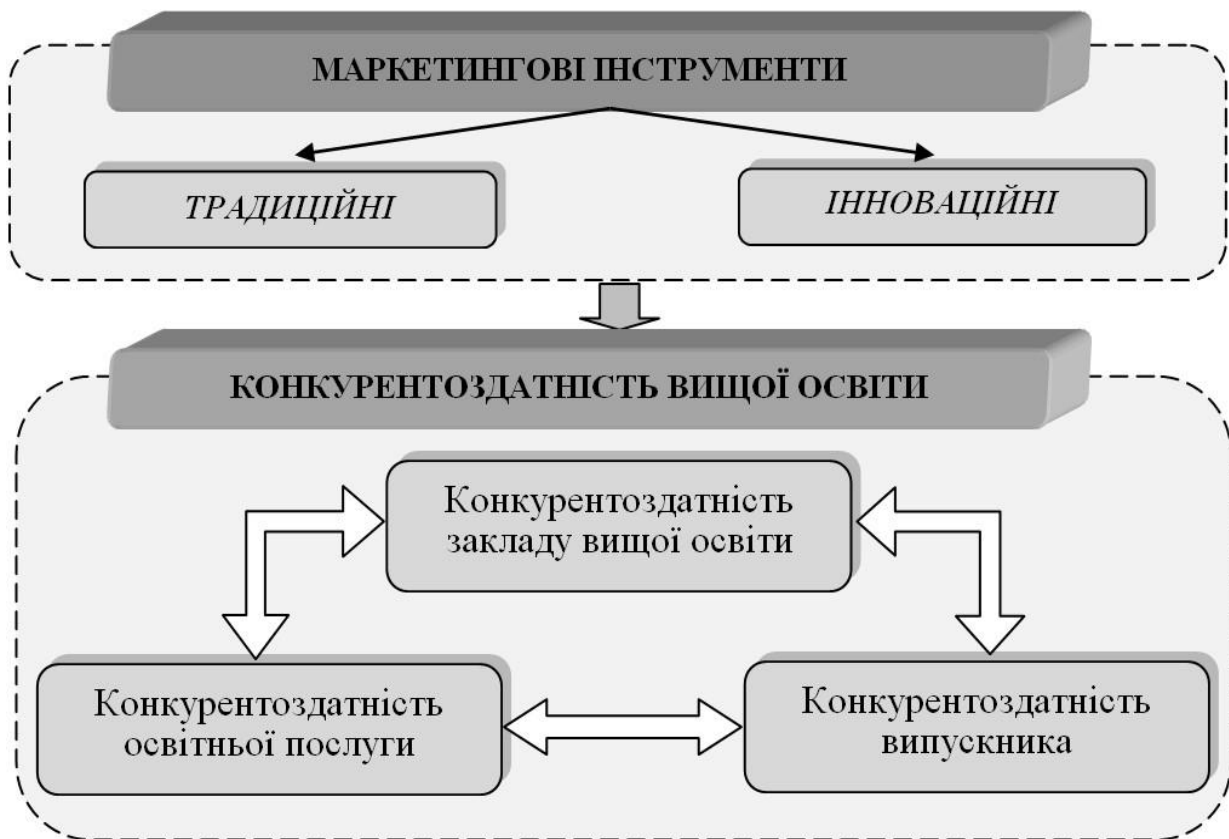 МАРКЕТИНГОВІ ІНСТРУМЕНТИ
ТРАДИЦІЙНІ
ІННОВАЦІЙНІ
КОНКУРЕНТОЗДАТНІСТЬ ВИЩОЇ ОСВІТИ
Конкурентоздатність
закладу вищої освіти
Конкурентоздатність
освітньої послуги
Конкурентоздатність
випускника